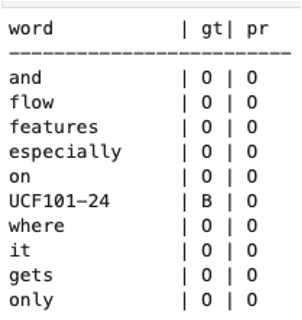 word | gt| pr
--------------------------
and | O | O
flow | O | O
features | O | O
especially | O | O
on | O | O
UCF101-24 | B | O
where | O | O
it | O | O
gets | O | O
only | O | O